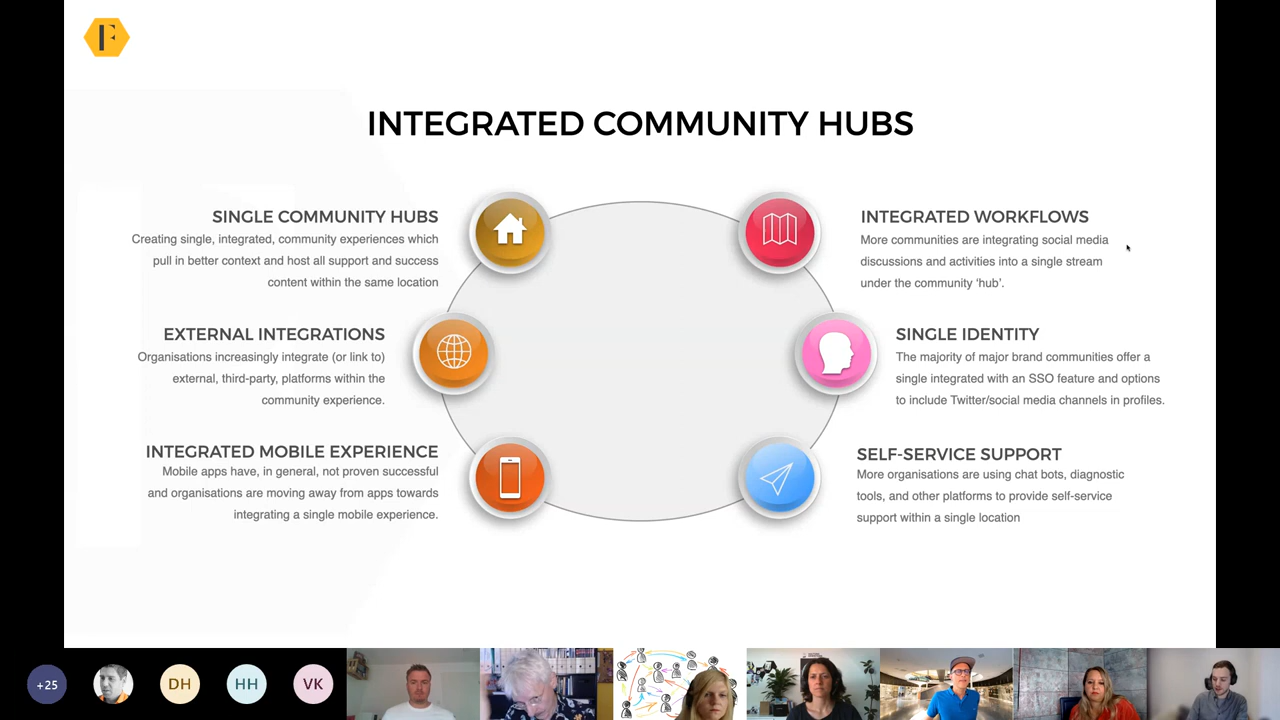 F
INTEGRATED COMMUNITY HUBS
SINGLE COMMUNITY HUBS
Creating single, integrated, community experiences which
pull in better context and host all support and success
content within the same location
EXTERNAL INTEGRATIONS
Organisations increasingly integrate (or link to)
external, third-party, platforms within the
community experience.
INTEGRATED MOBILE EXPERIENCE
Mobile apps have, in general, not proven successful
and organisations are moving away from apps towards
integrating a single mobile experience.
INTEGRATED WORKFLOWS
More communities are integrating social media
discussions and activities into a single stream
under the community ‘hub’.
SINGLE IDENTITY
The majority of major brand communities offer a
single integrated with an SSO feature and options
to include Twitter/social media channels in profiles.
SELF-SERVICE SUPPORT
More organisations are using chat bots, diagnostic
tools, and other platforms to provide self-service
support within a single location
+25
DH
HH
VK